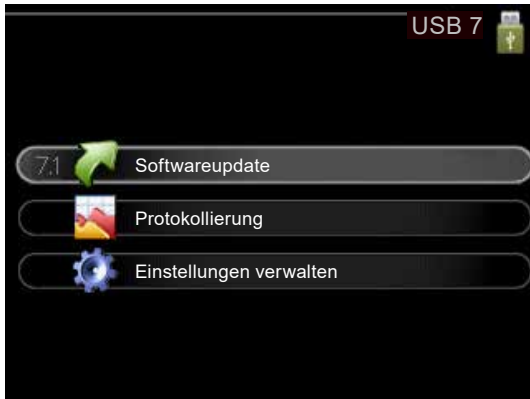 USB 7
7.1 Softwareupdate
Protokollierung
Einstellungen verwalten